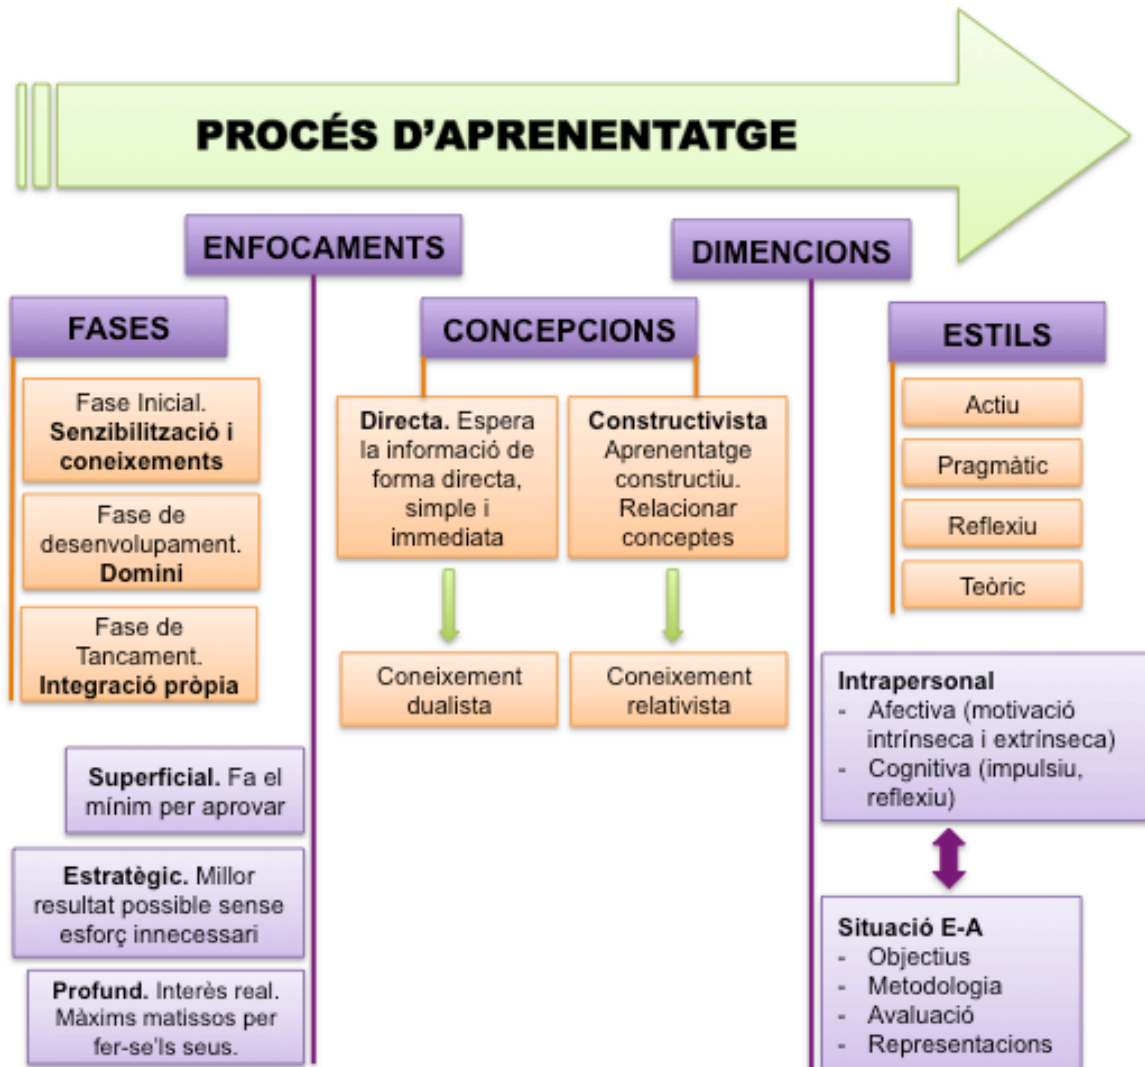 PROCÉS D’APRENENTATGE
ENFOCAMENTS
DIMENCIONS
FASES
CONCEPCIONS
ESTILS
Fase Inicial.
Senzibilització i
coneixements
Fase de
desenvolupament.
Domini
Fase de
Tancament.
Integració pròpia
Directa. Espera
la informació de
forma directa,
simple i
immediata
Constructivista
Aprenentatge
constructiu.
Relacionar
conceptes
Coneixement
dualista
Coneixement
relativista
Actiu
Pragmàtic
Reflexiu
Teòric
Superficial. Fa el
mínim per aprovar
Estratègic. Millor
resultat possible sense
esforç innecessari
Profund. Interès real.
Màxims matissos per
fer-se’ls seus.
Intrapersonal
- Afectiva (motivació
intrínseca i extrínseca)
- Cognitiva (impulsiu,
reflexiu)
Situació E-A
- Objectius
- Metodologia
- Avaluació
- Representacions